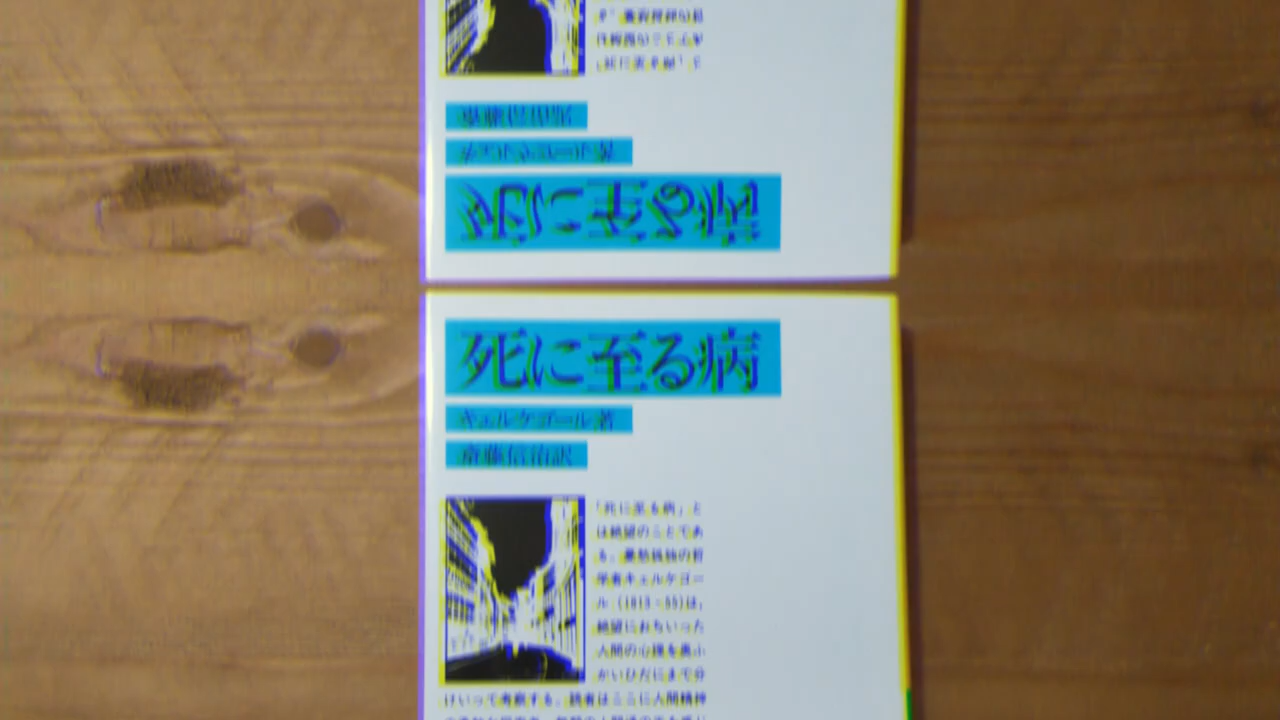 死に至る病
キェルケゴール著
斎藤信治訳
「死に至る病」と
は絶望のことであ
る。憂愁孤独の哲
学者キェルケゴー
ル(1813-55)は,
絶望におちいった
人間の心理を奥ふ
かいひだにまで分
けいって考察する。読者はここに人間精神